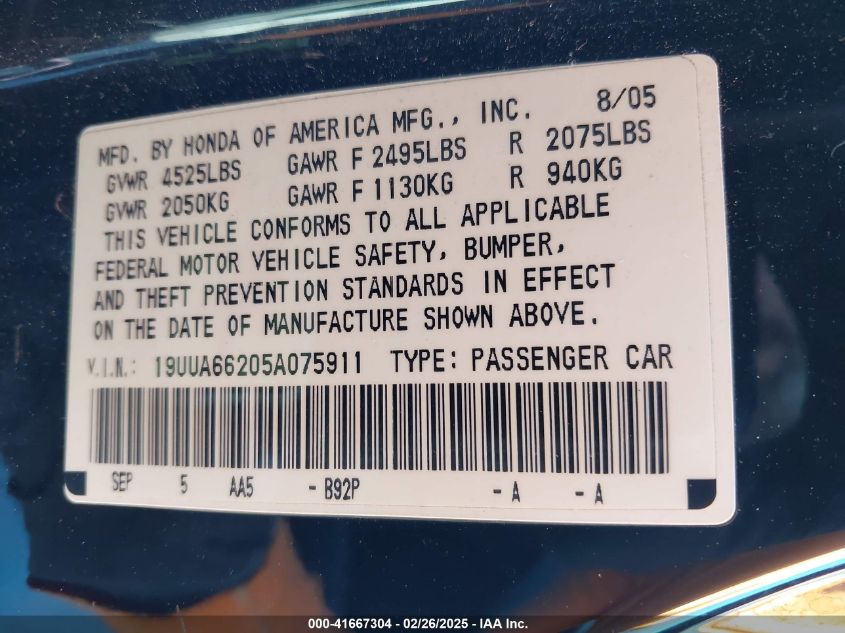 MFD. BY HONDA OF AMERICA MFG., INC. 8/05
GVWR 4525LBS GAWR F 2495LBS R 2075LBS
GVWR 2050KG GAWR F 1130KG R 940KG
THIS VEHICLE CONFORMS TO ALL APPLICABLE
FEDERAL MOTOR VEHICLE SAFETY, BUMPER,
AND THEFT PREVENTION STANDARDS IN EFFECT
ON THE DATE OF MANUFACTURE SHOWN ABOVE.
V.I.N.: 19UUA66205A075911 TYPE: PASSENGER CAR
SEP 5 AA5 - B92P - A - A
000-41667304 - 02/26/2025 - IAA Inc.